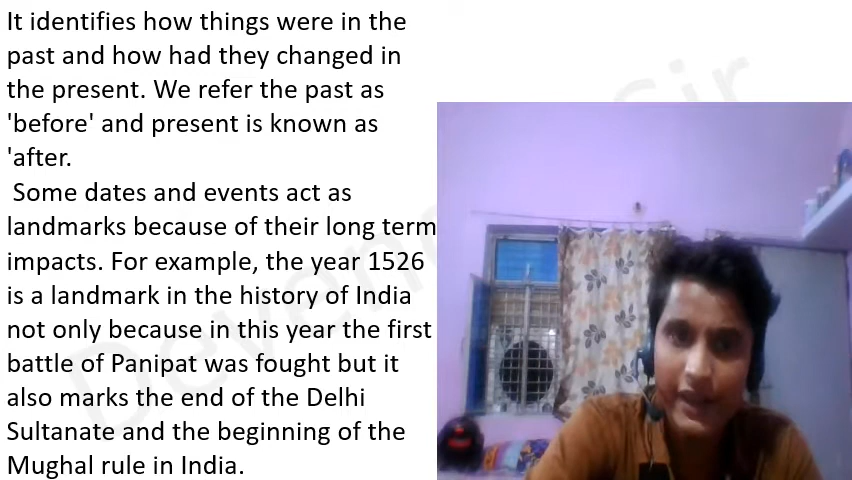 It identifies how things were in the
past and how had they changed in
the present. We refer the past as
'before' and present is known as
'after.
Some dates and events act as
landmarks because of their long term
impacts. For example, the year 1526
is a landmark in the history of India
not only because in this year the first
battle of Panipat was fought but it
also marks the end of the Delhi
Sultanate and the beginning of the
Mughal rule in India.